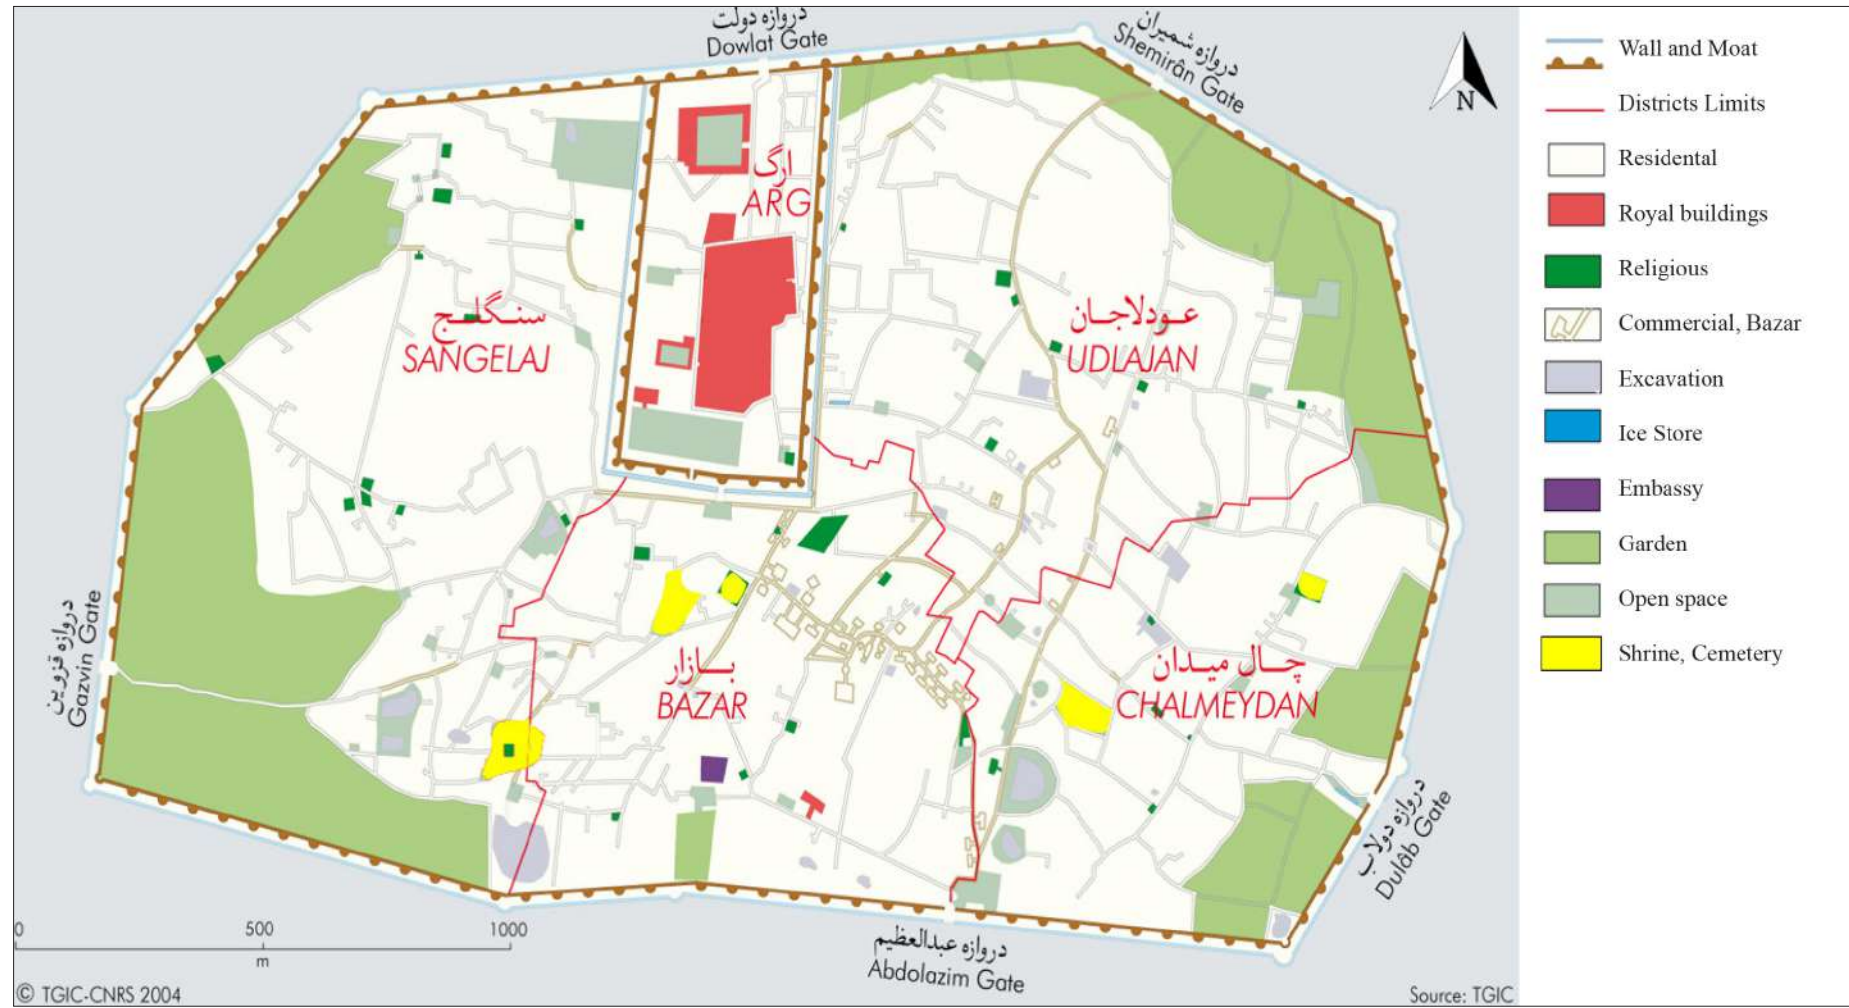 دروازه دولت
Dowlat Gate
دروازه شمیران
Shemirân Gate
N
ارگ
ARG
سنگلج
SANGELAJ
عودلاجان
UDLAJAN
بازار
BAZAR
چال میدان
CHALMEYDAN
دروازه قزوین
Gazvin Gate
دروازه دولاب
Dulâb Gate
دروازه عبدالعظیم
Abdolazim Gate
0 500 1000
m
© TGIC-CNRS 2004
Source: TGIC
Wall and Moat
Districts Limits
Residental
Royal buildings
Religious
Commercial, Bazar
Excavation
Ice Store
Embassy
Garden
Open space
Shrine, Cemetery